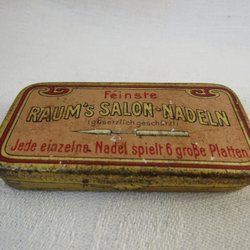 Feinste
RAUM'S SALON-NADELN
(gesetzlich geschützt)
Jede einzelne Nadel spielt 6 große Platten